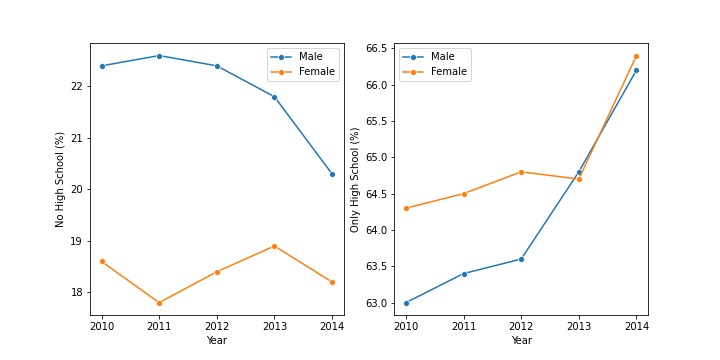 No High School (%)
22
21
20
19
18
2010 2011 2012 2013 2014
Year
Male
Female
Only High School (%)
66.5
66.0
65.5
65.0
64.5
64.0
63.5
63.0
2010 2011 2012 2013 2014
Year
Male
Female